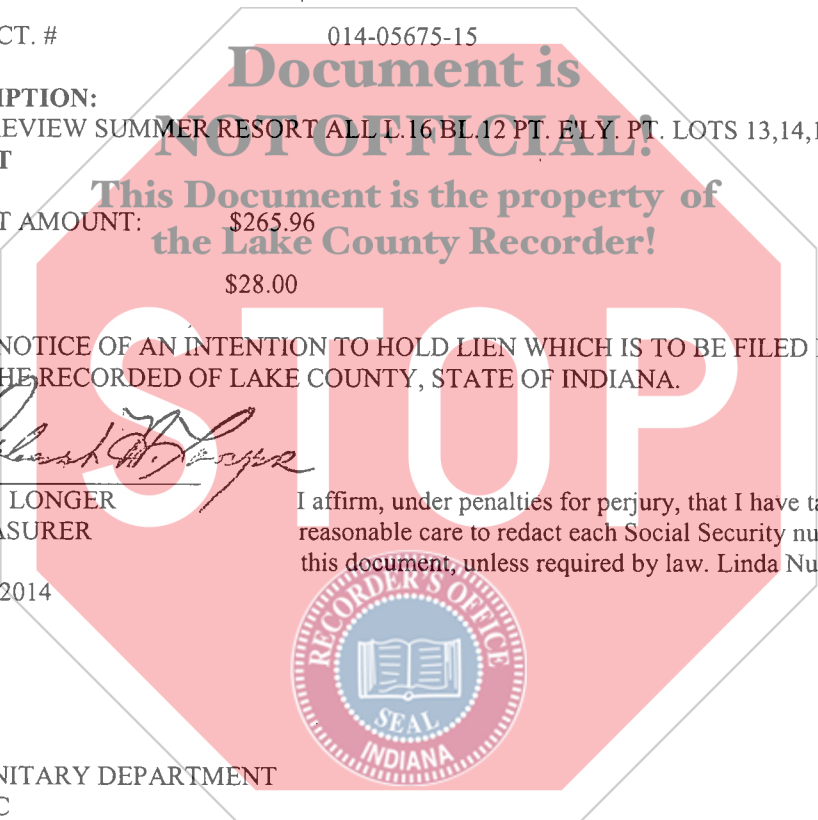 CT. # 014-05675-15
Document is
IPTION:
EVIEW SUMMER RESORT ALL L.16 BL.12 PT. E'LY. PT. LOTS 13,14,1
NOT OFFICIAL!
T
This Document is the property of
T AMOUNT: $265.96
the Lake County Recorder!
$28.00
STOP
NOTICE OF AN INTENTION TO HOLD LIEN WHICH IS TO BE FILED
HE RECORDED OF LAKE COUNTY, STATE OF INDIANA.
LONGER I affirm, under penalties for perjury, that I have ta
ASURER reasonable care to redact each Social Security nu
this document, unless required by law. Linda Nu
2014
RECORDER'S OFFICE
SEAL
INDIANA
NITARY DEPARTMENT
C